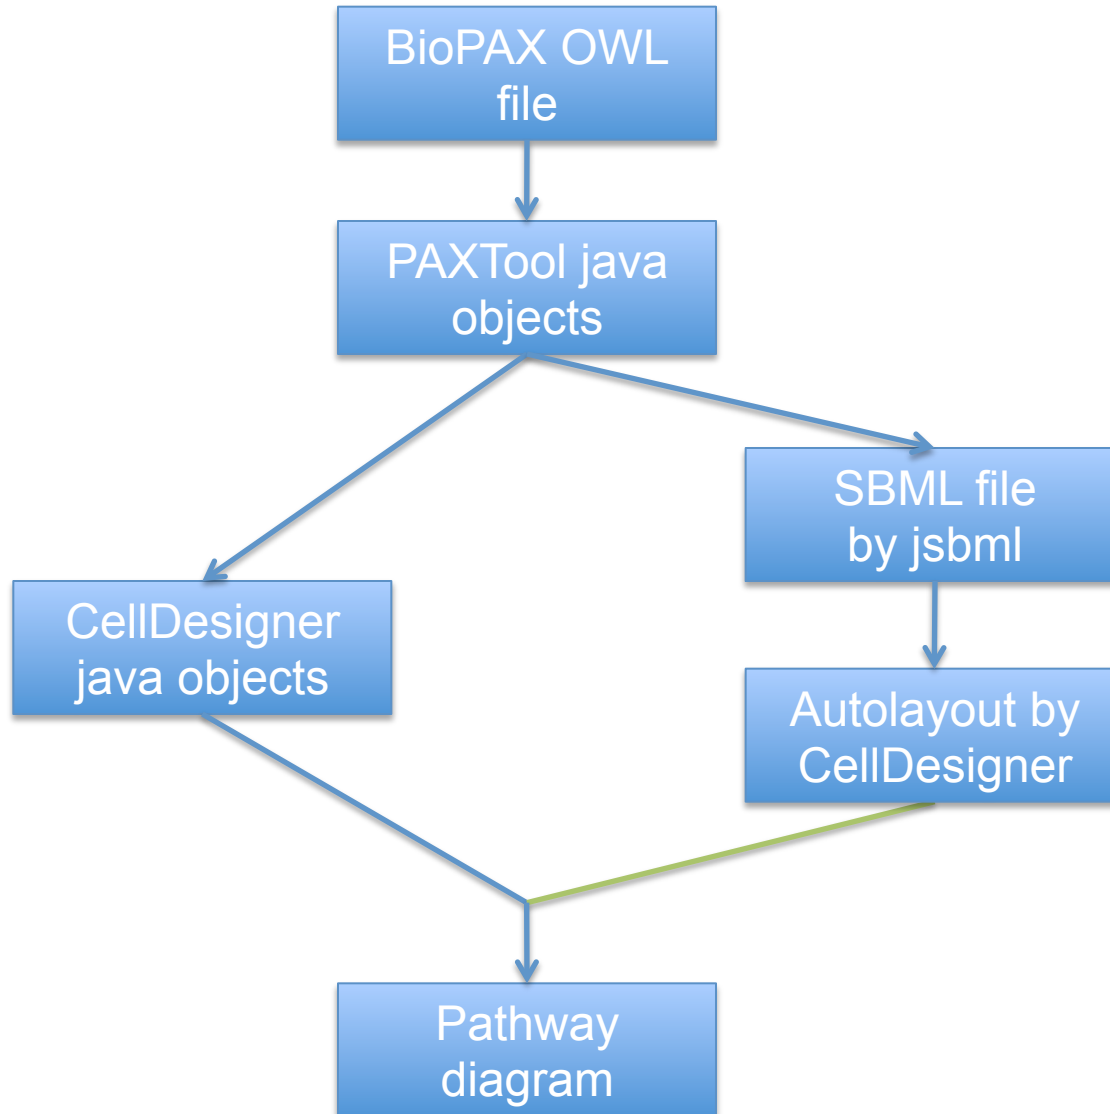 BioPAX OWL
file
PAXTool java
objects
SBML file
by jsbml
CellDesigner
java objects
Autolayout by
CellDesigner
Pathway
diagram